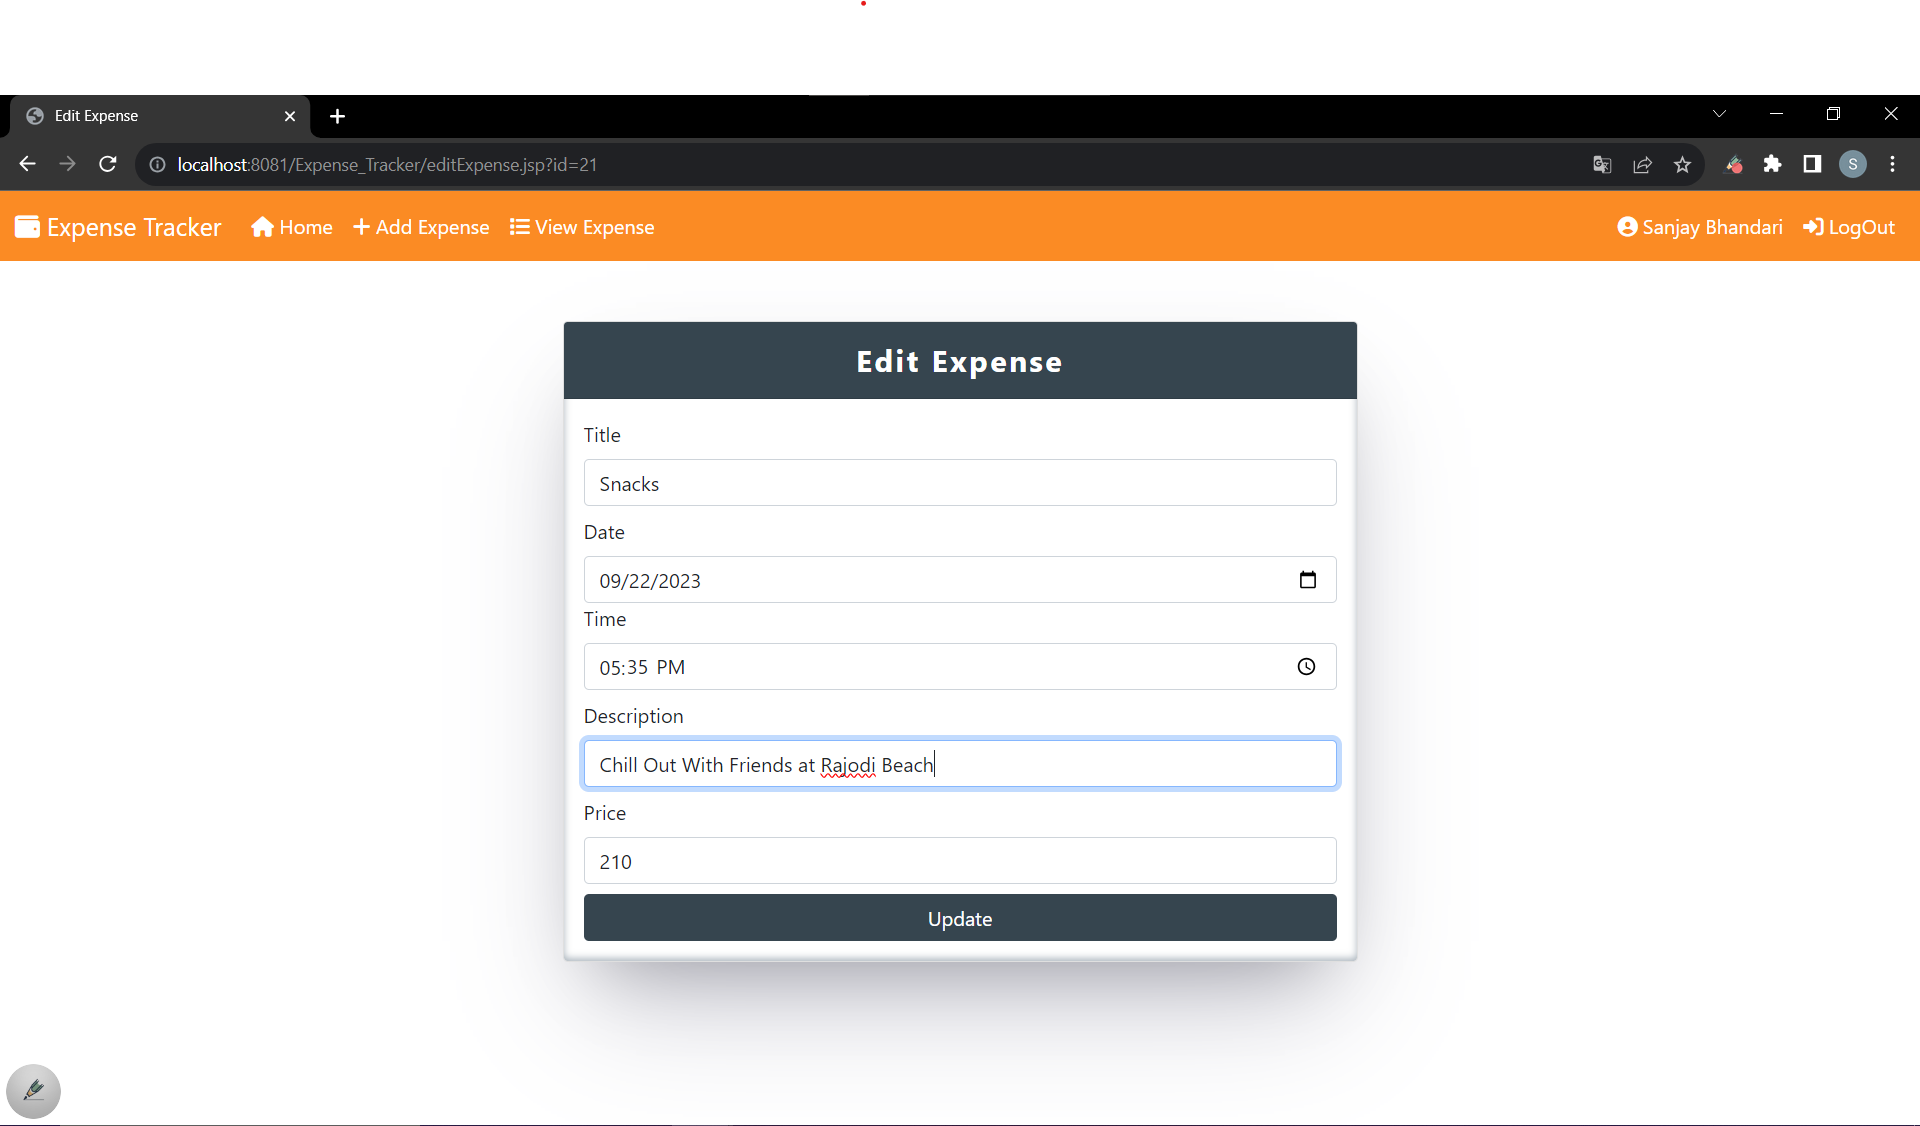 Edit Expense
localhost:8081/Expense_Tracker/editExpense.jsp?id=21
S
Expense Tracker Home Add Expense View Expense Sanjay Bhandari LogOut
Edit Expense
Title
Snacks
Date
09/22/2023
Time
05:35 PM
Description
Chill Out With Friends at Rajodi Beach
Price
210
Update